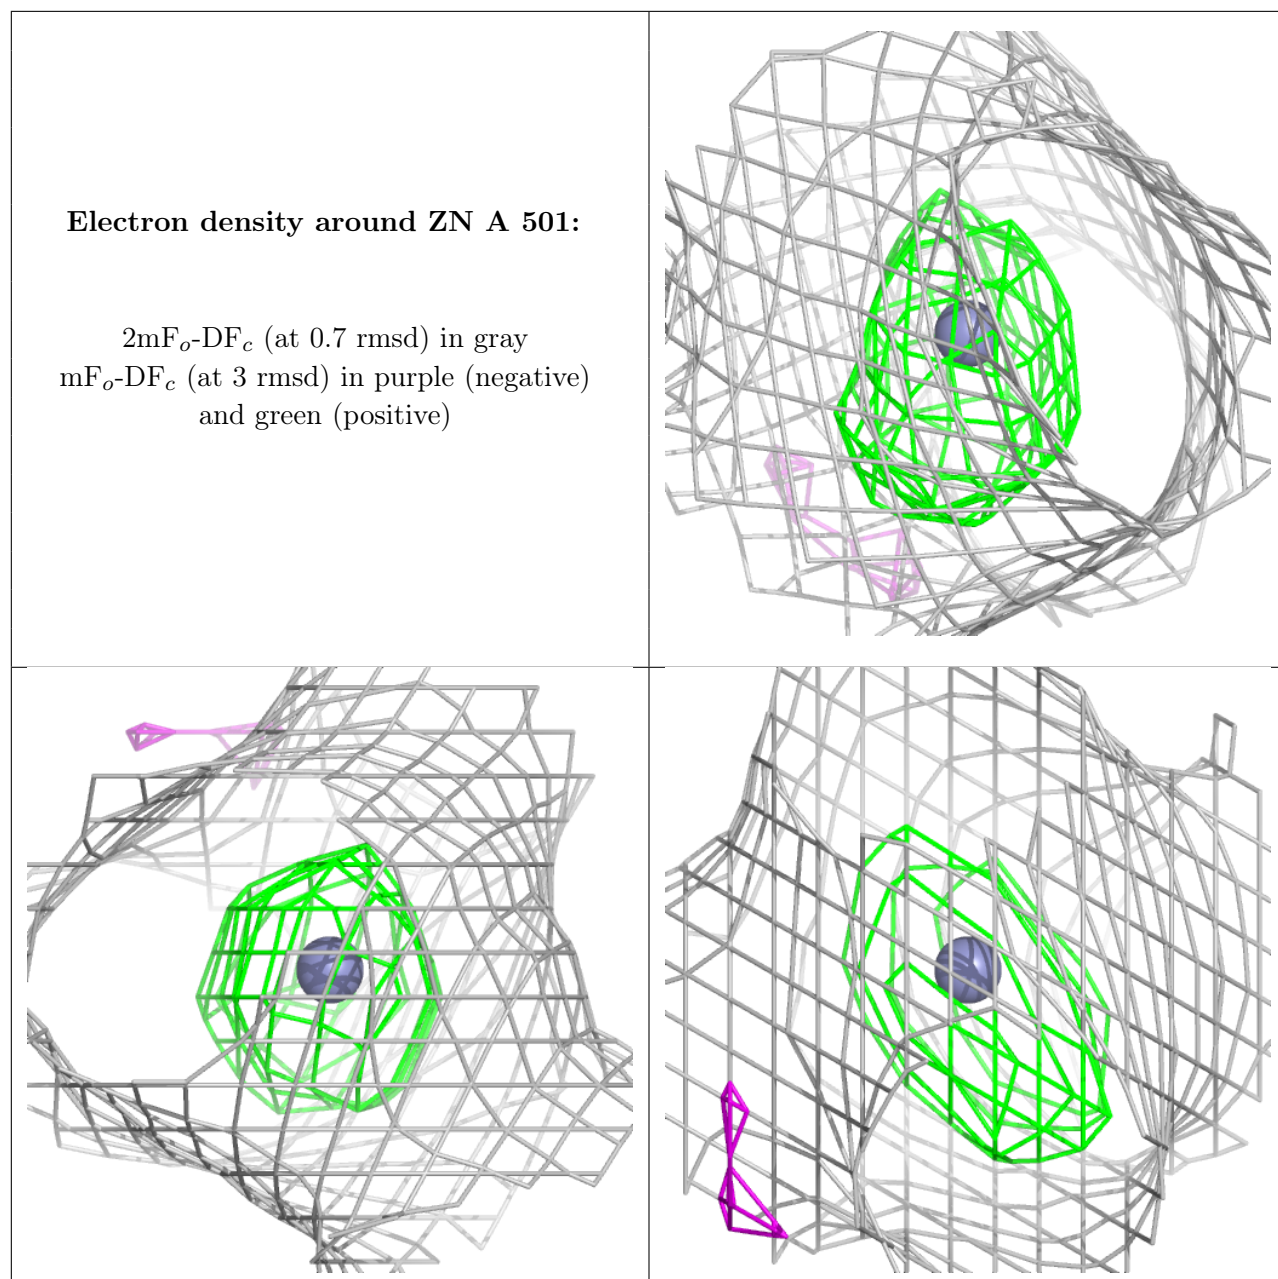 Electron density around ZN A 501:
2mFo-DFc (at 0.7 rmsd) in gray
mFo-DFc (at 3 rmsd) in purple (negative)
and green (positive)